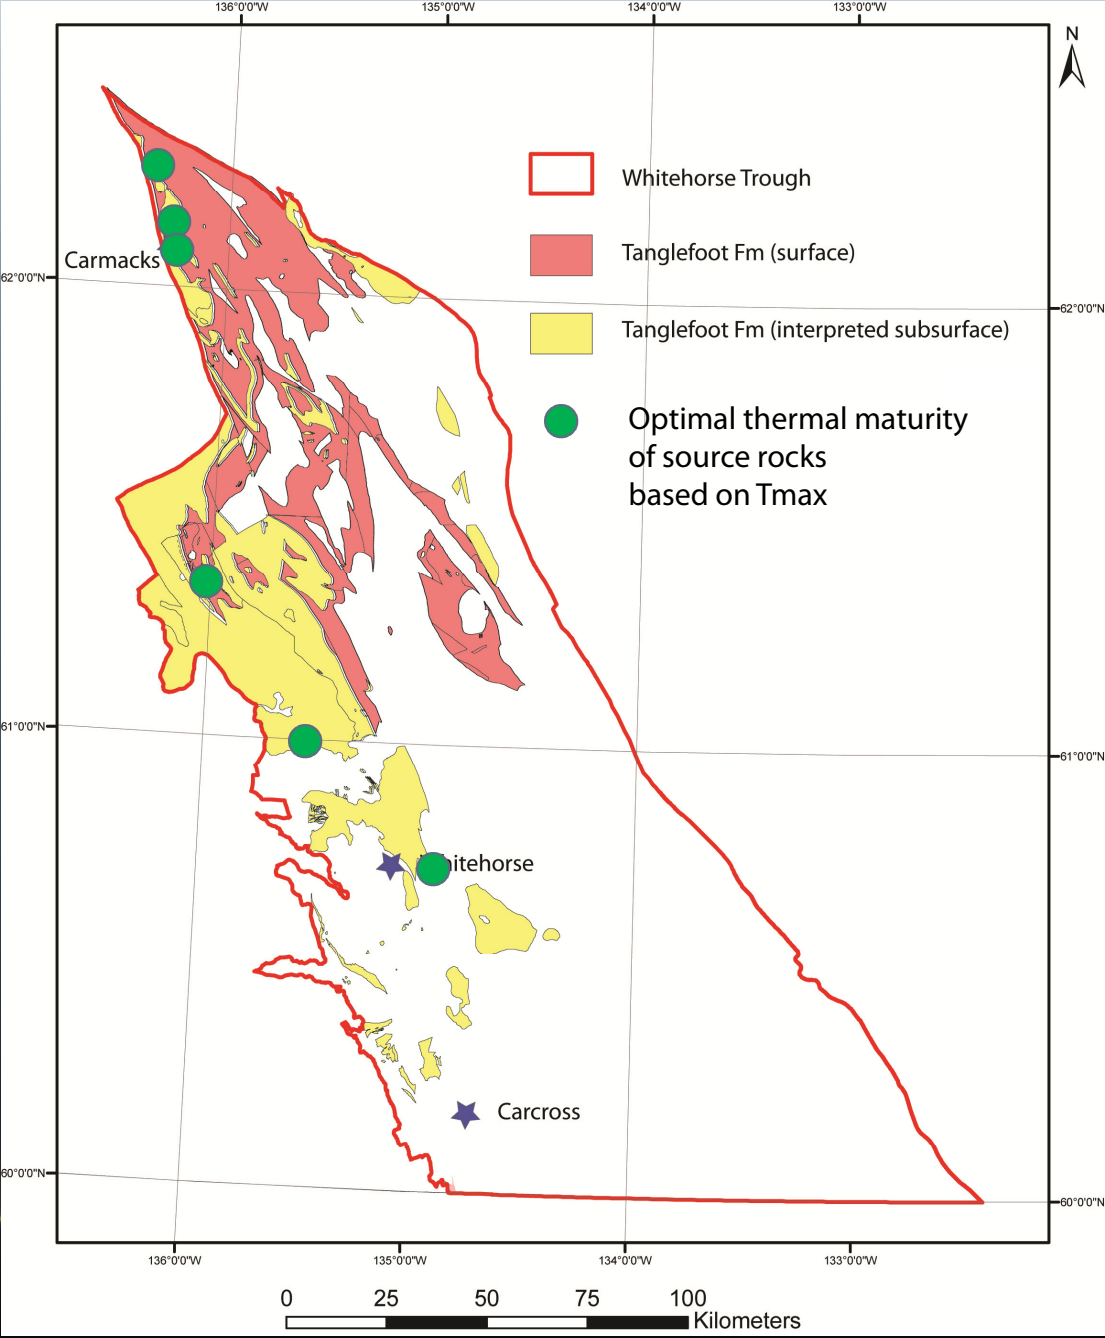 136°0'0"W 135°0'0"W 134°0'0"W 133°0'0"W
N
Whitehorse Trough
Tanglefoot Fm (surface)
Carmacks
62°0'0"N
62°0'0"N
Tanglefoot Fm (interpreted subsurface)
Optimal thermal maturity
of source rocks
based on Tmax
61°0'0"N
61°0'0"N
Whitehorse
Carcross
60°0'0"N
60°0'0"N
136°0'0"W 135°0'0"W 134°0'0"W 133°0'0"W
0 25 50 75 100
Kilometers